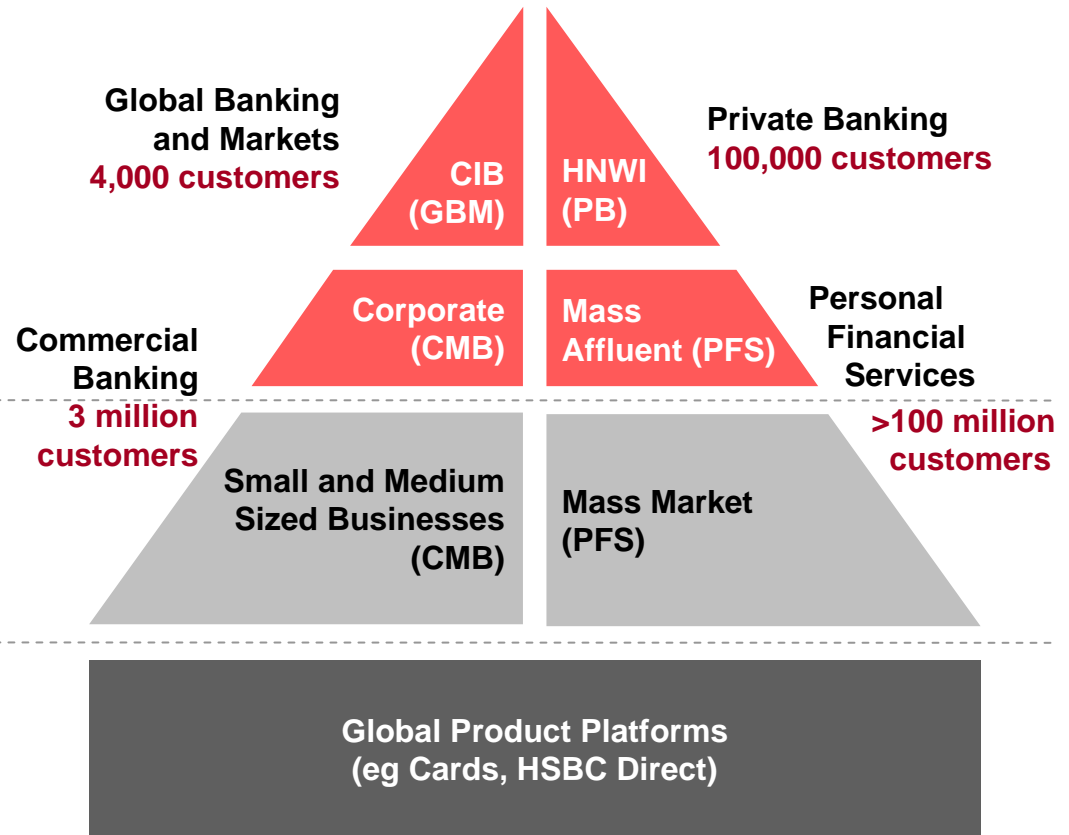 Global Banking
and Markets
4,000 customers
CIB
(GBM)
HNWI
(PB)
Private Banking
100,000 customers
Commercial
Banking
3 million
customers
Corporate
(CMB)
Mass
Affluent (PFS)
Personal
Financial
Services
>100 million
customers
Small and Medium
Sized Businesses
(CMB)
Mass Market
(PFS)
Global Product Platforms
(eg Cards, HSBC Direct)